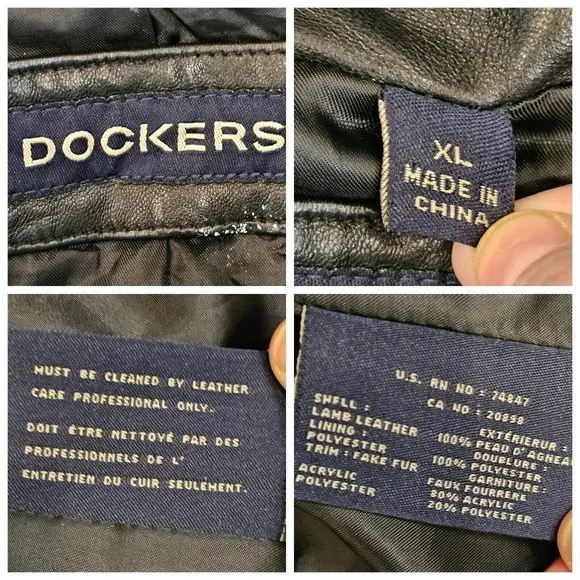 DOCKERS
XL
MADE IN
CHINA
MUST BE CLEANED BY LEATHER
CARE PROFESSIONAL ONLY.
DOIT ÊTRE NETTOYÉ PAR DES
PROFESSIONNELS DE L'
ENTRETIEN DU CUIR SEULEMENT.
U.S. RN NO : 74847
CA NO : 20898
SHELL :
LAMB LEATHER
LINING :
POLYESTER
TRIM : FAKE FUR
ACRYLIC
POLYESTER
EXTÉRIEUR :
100% PEAU D'AGNEAU
DOUBLURE :
100% POLYESTER
GARNITURE :
FAUX FOURRERE
80% ACRYLIC
20% POLYESTER